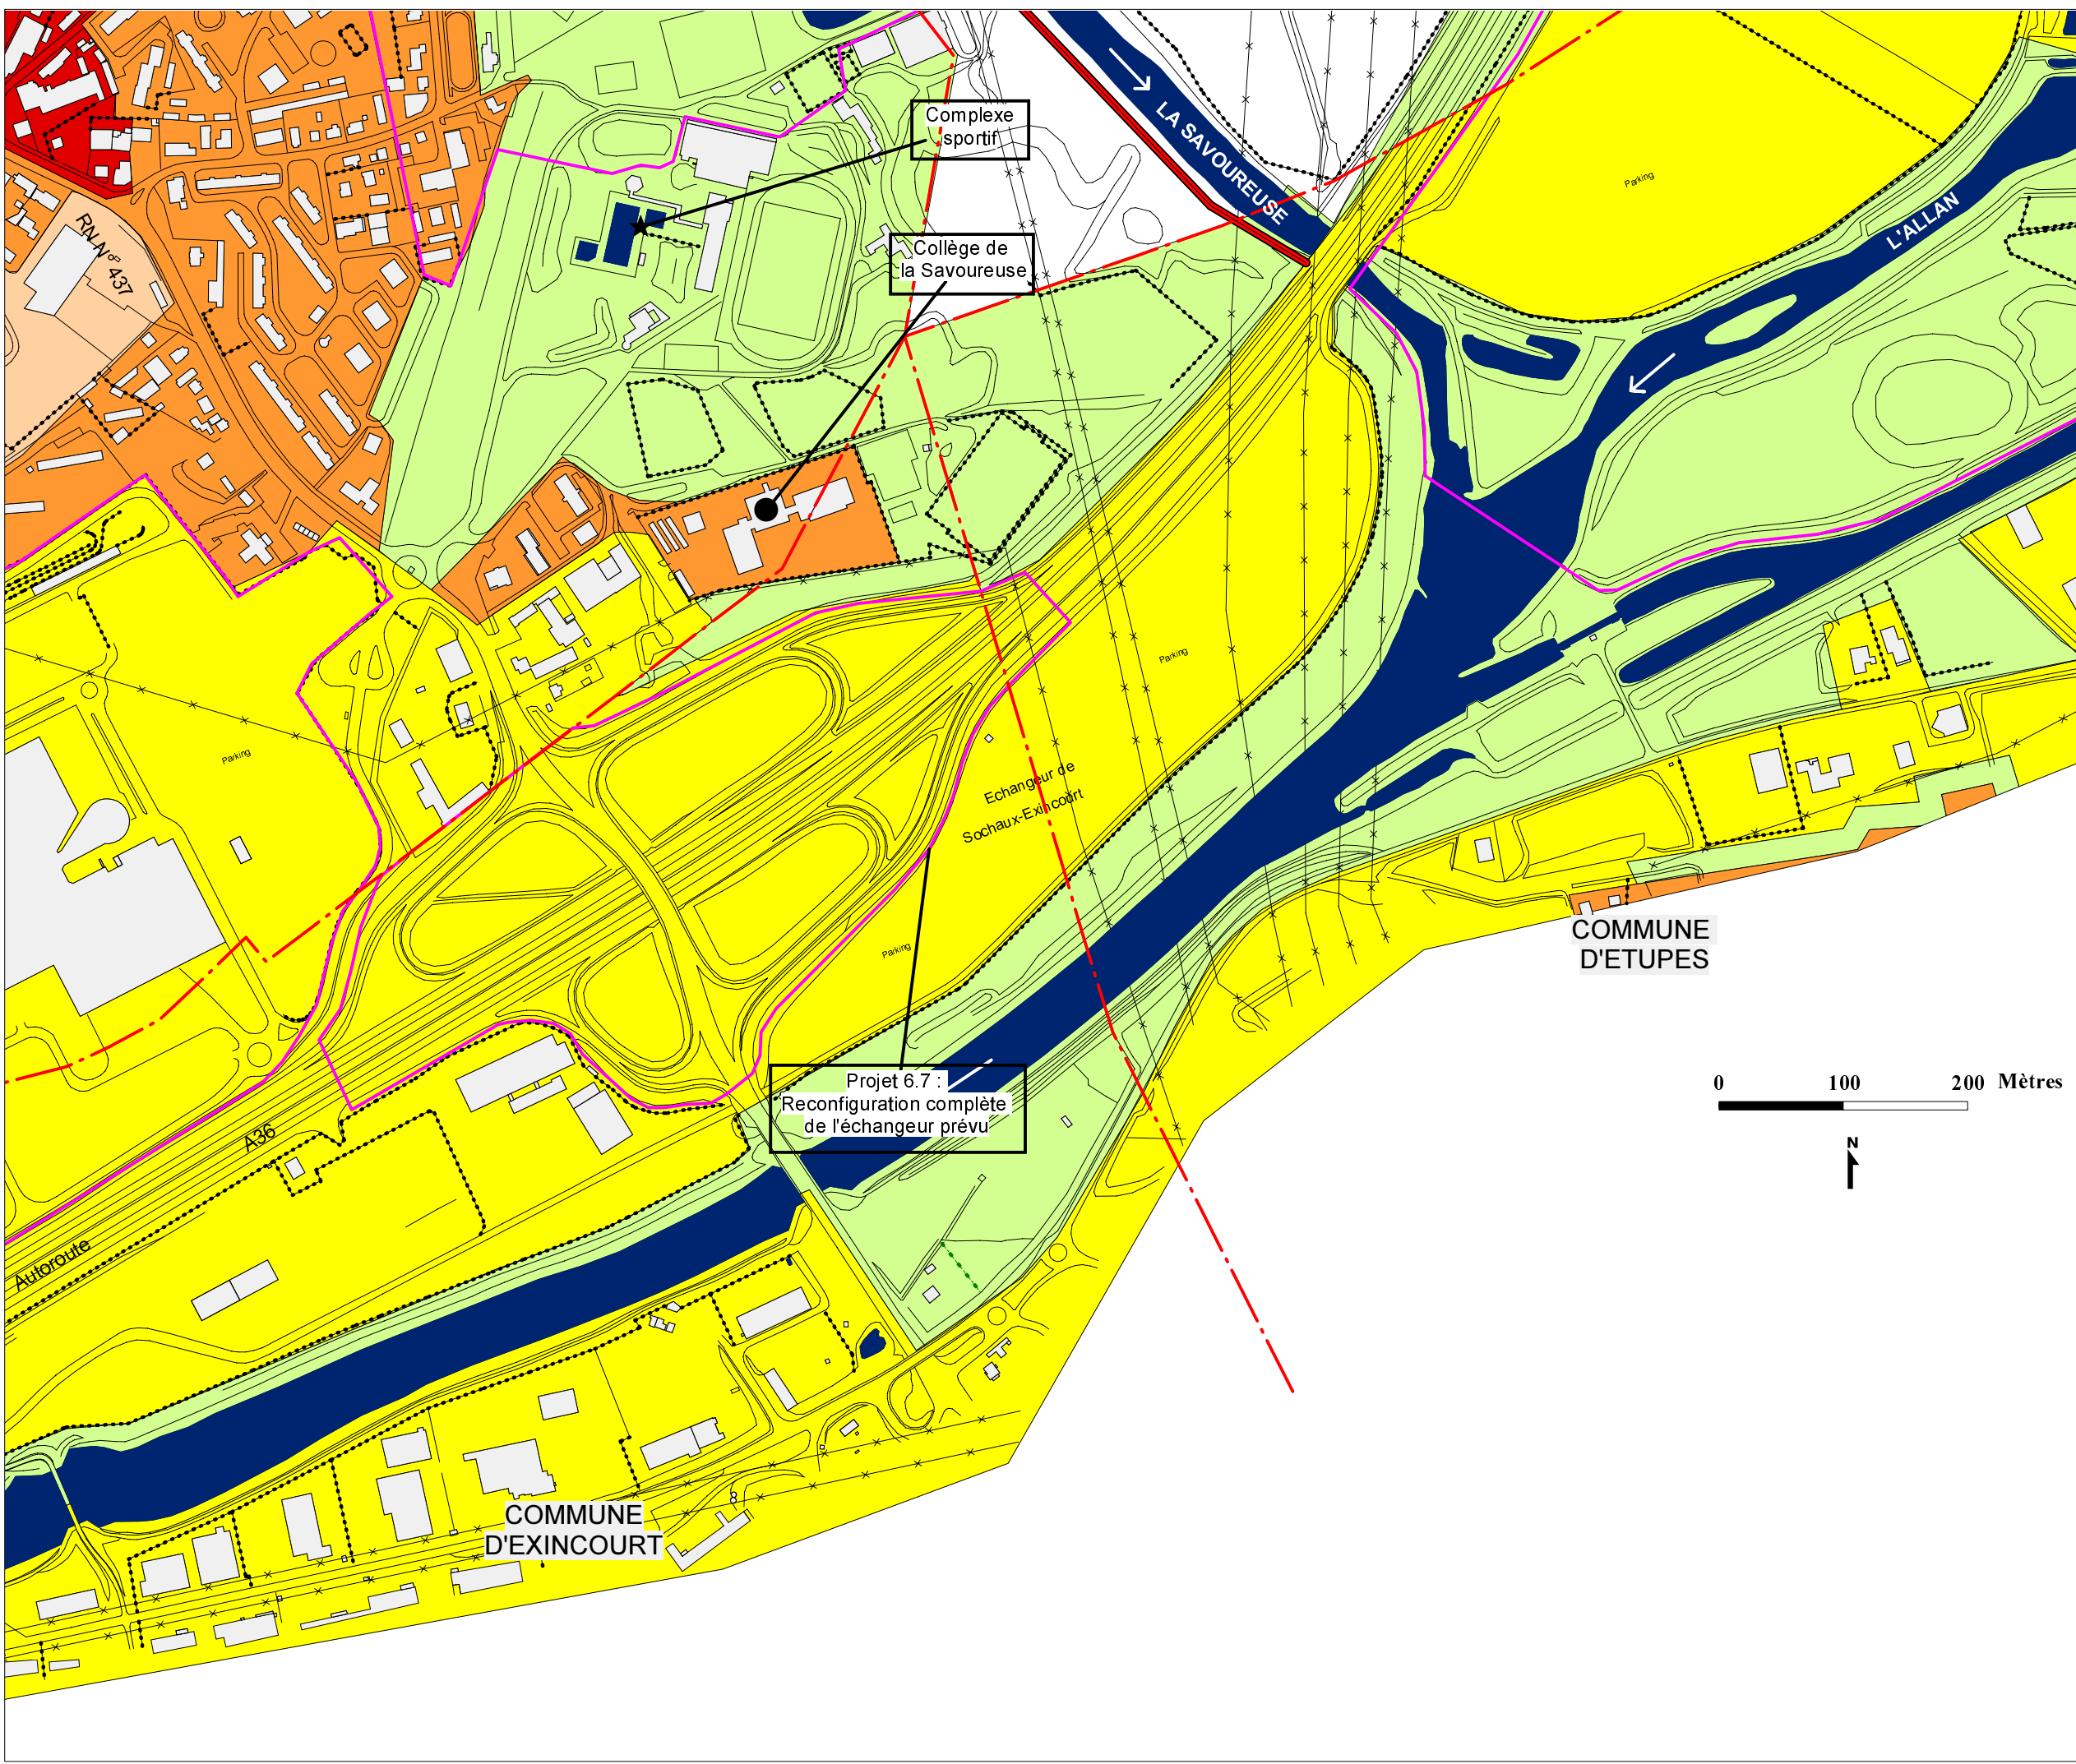 Complexe
sportif
LA SAVOUREUSE
Parking
L'ALLAN
RN N° 437
Collège de
la Savoureuse
Parking
Parking
Echangeur de
Sochaux-Exincourt
Parking
COMMUNE
D'ETUPES
Projet 6.7 :
Reconfiguration complète
de l'échangeur prévu
0 100 200 Mètres
N
A36
Autoroute
COMMUNE
D'EXINCOURT